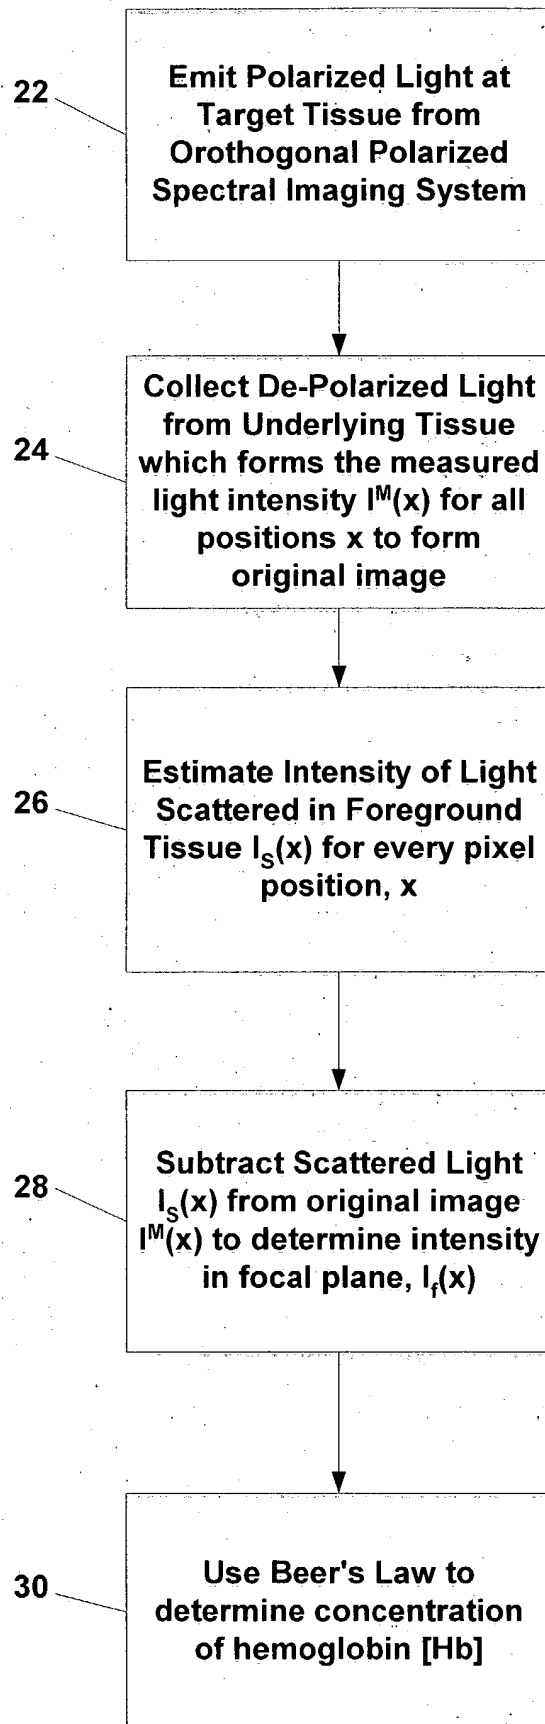 22
Emit Polarized Light at
Target Tissue from
Orothogonal Polarized
Spectral Imaging System
24
Collect De-Polarized Light
from Underlying Tissue
which forms the measured
light intensity Iᴹ(x) for all
positions x to form
original image
26
Estimate Intensity of Light
Scattered in Foreground
Tissue I_S(x) for every pixel
position, x
28
Subtract Scattered Light
I_S(x) from original image
Iᴹ(x) to determine intensity
in focal plane, I_f(x)
30
Use Beer's Law to
determine concentration
of hemoglobin [Hb]